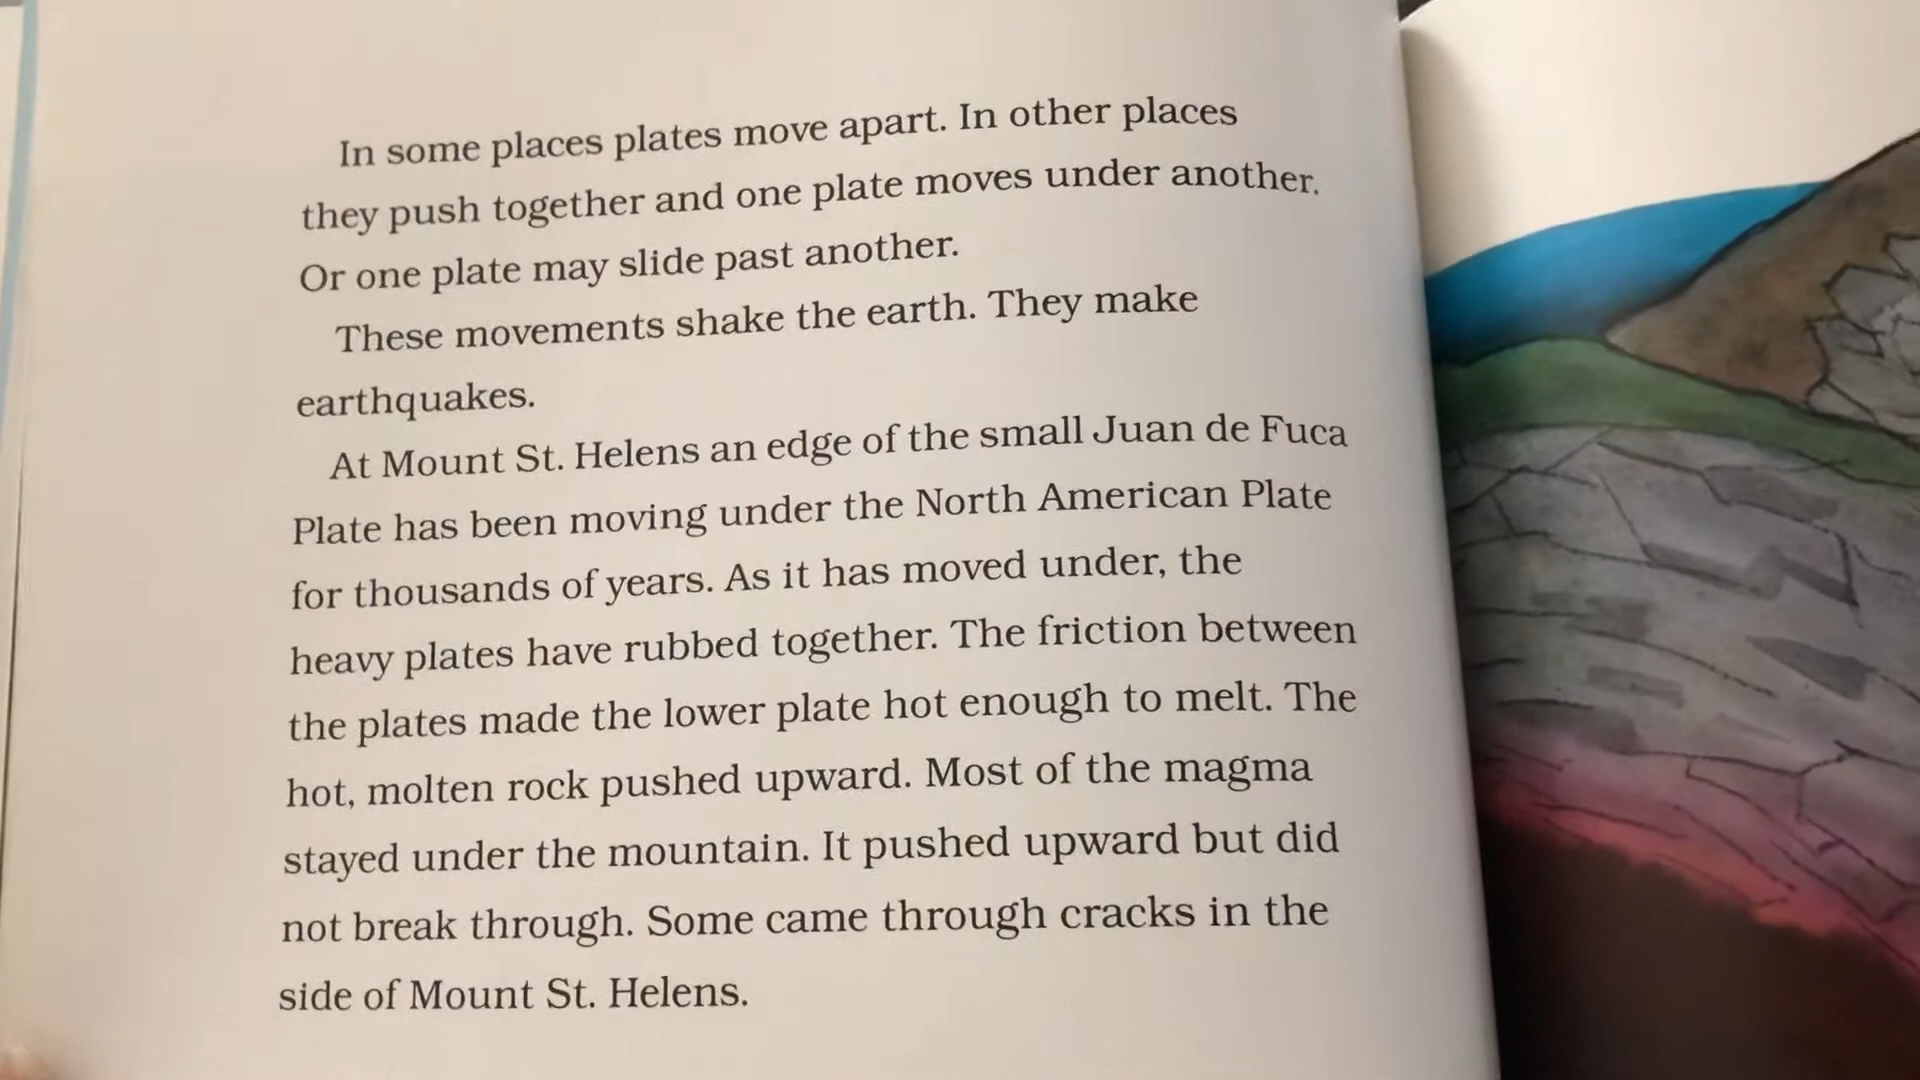 In some places plates move apart. In other places
they push together and one plate moves under another.
Or one plate may slide past another.
These movements shake the earth. They make
earthquakes.
At Mount St. Helens an edge of the small Juan de Fuca
Plate has been moving under the North American Plate
for thousands of years. As it has moved under, the
heavy plates have rubbed together. The friction between
the plates made the lower plate hot enough to melt. The
hot, molten rock pushed upward. Most of the magma
stayed under the mountain. It pushed upward but did
not break through. Some came through cracks in the
side of Mount St. Helens.